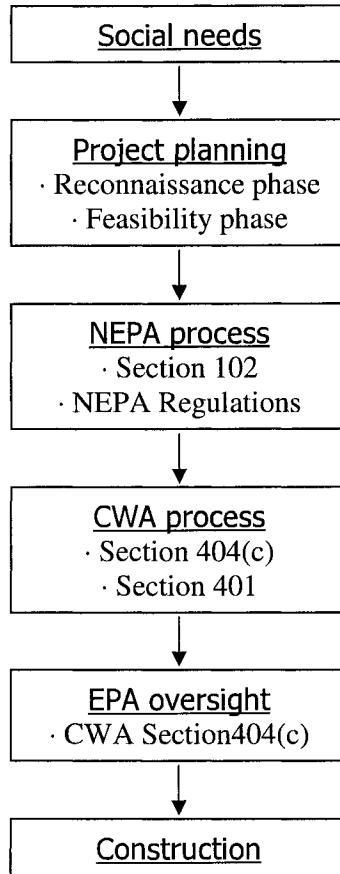 Social needs
Project planning
· Reconnaissance phase
· Feasibility phase
NEPA process
· Section 102
· NEPA Regulations
CWA process
· Section 404(c)
· Section 401
EPA oversight
· CWA Section404(c)
Construction